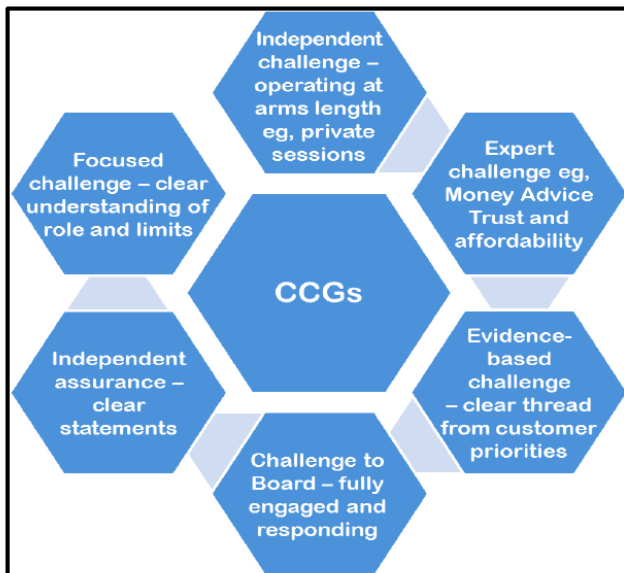 Independent
challenge –
operating at
arms length
eg, private
sessions
Expert
challenge eg,
Money Advice
Trust and
affordability
Evidence-
based
challenge
– clear thread
from customer
priorities
Challenge to
Board – fully
engaged and
responding
Independent
assurance –
clear
statements
Focused
challenge – clear
understanding of
role and limits
CCGs